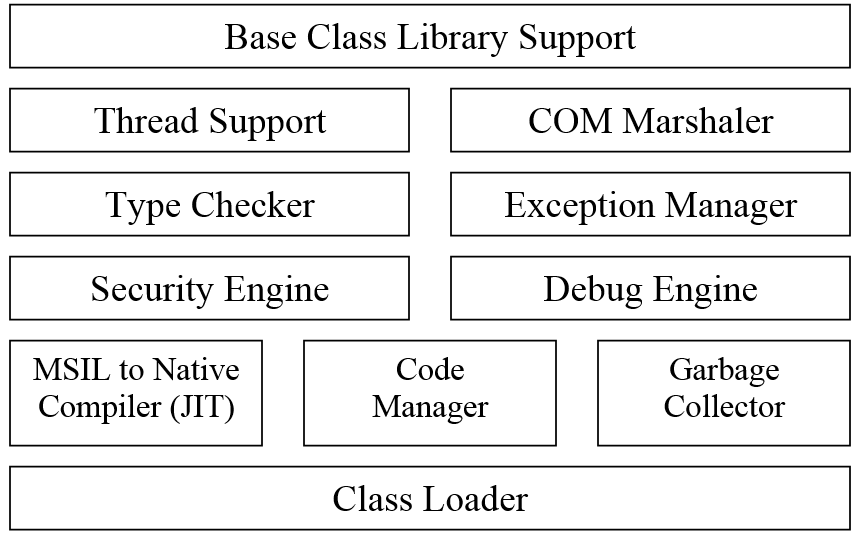 Base Class Library Support
Thread Support
COM Marshaler
Type Checker
Exception Manager
Security Engine
Debug Engine
MSIL to Native
Compiler (JIT)
Code
Manager
Garbage
Collector
Class Loader